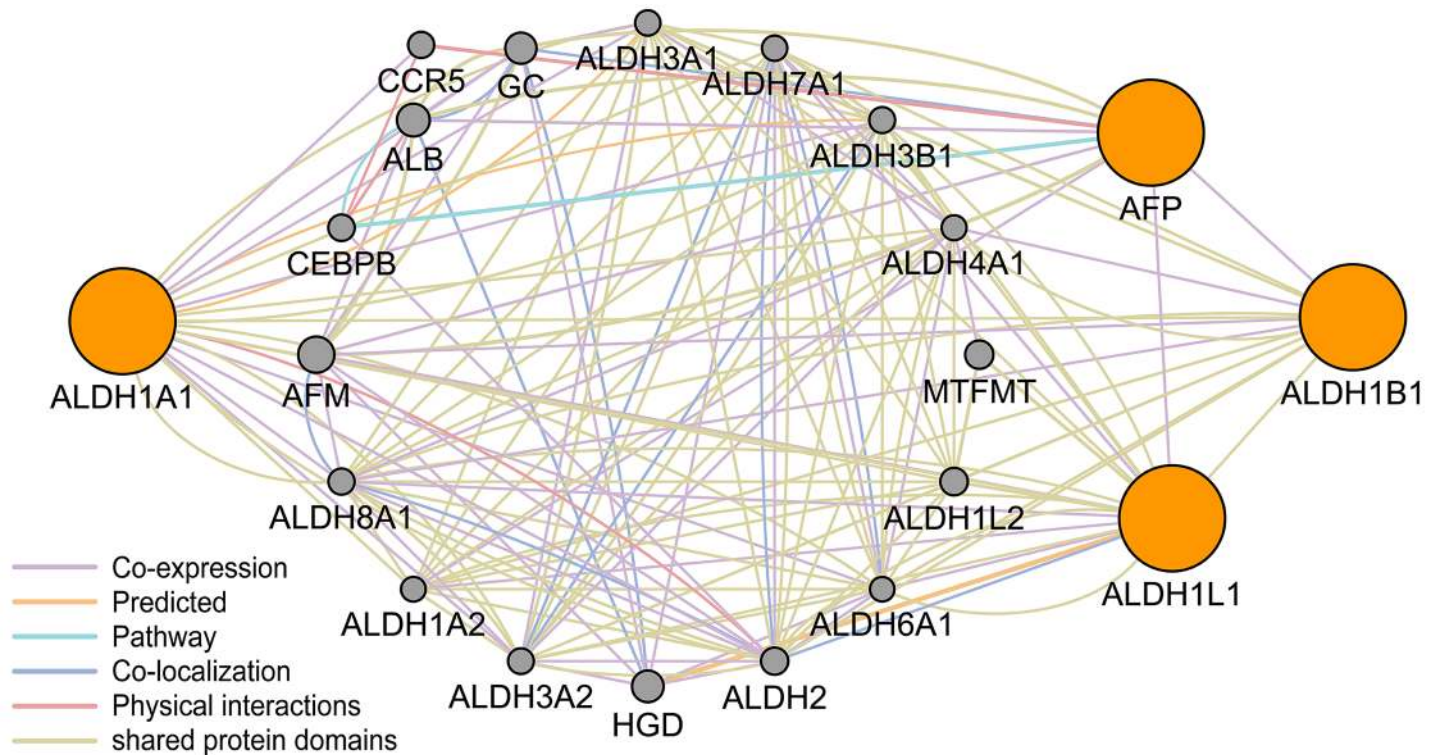 ALDH3A1
CCR5
GC
ALDH7A1
ALB
ALDH3B1
AFP
CEBPB
ALDH4A1
ALDH1A1
AFM
MTFMT
ALDH1B1
ALDH8A1
ALDH1L2
ALDH1L1
ALDH1A2
ALDH6A1
ALDH3A2
HGD
ALDH2
Co-expression
Predicted
Pathway
Co-localization
Physical interactions
shared protein domains